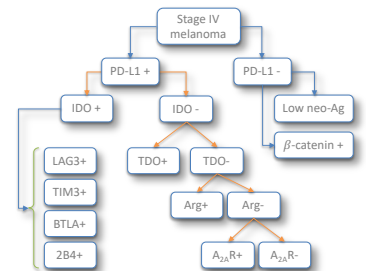 Stage IV
melanoma
PD-L1 +
PD-L1 -
IDO +
IDO -
Low neo-Ag
β-catenin +
LAG3+
TDO+
TDO-
TIM3+
Arg+
Arg-
BTLA+
2B4+
A2AR+
A2AR-